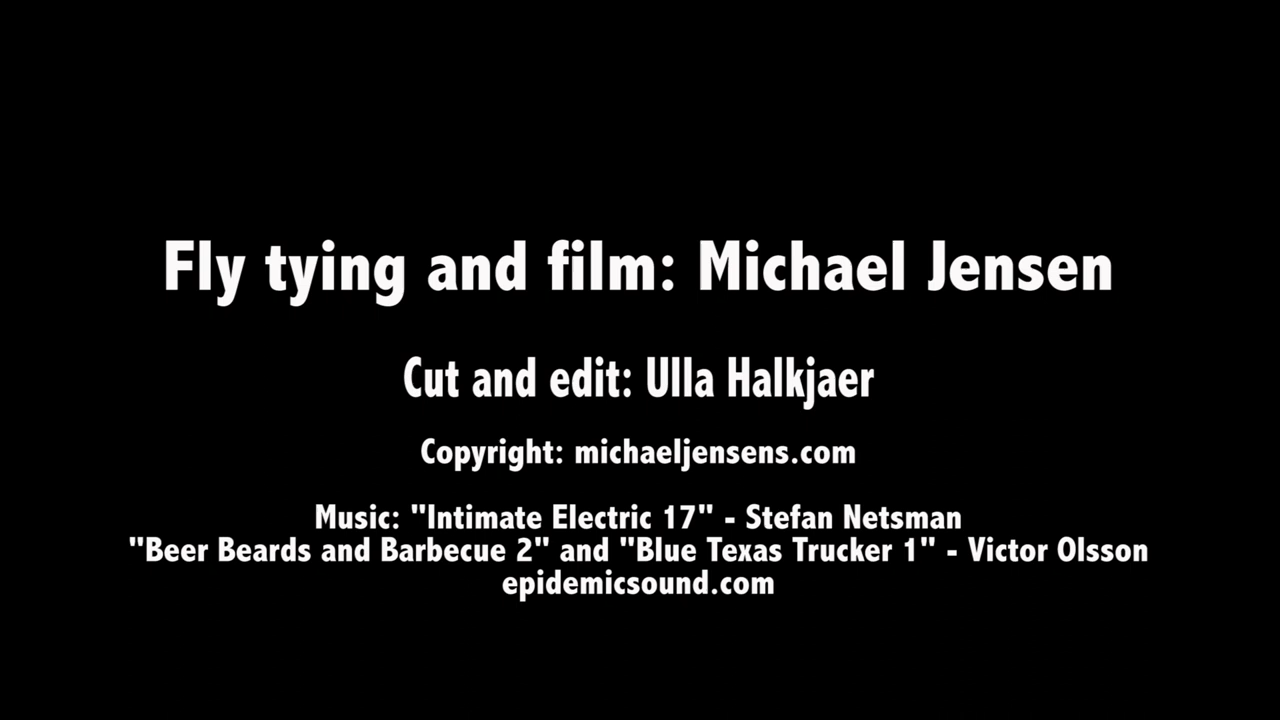 Fly tying and film: Michael Jensen
Cut and edit: Ulla Halkjaer
Copyright: michaeljensens.com
Music: "Intimate Electric 17" - Stefan Netsman
"Beer Beards and Barbecue 2" and "Blue Texas Trucker 1" - Victor Olsson
epidemicsound.com